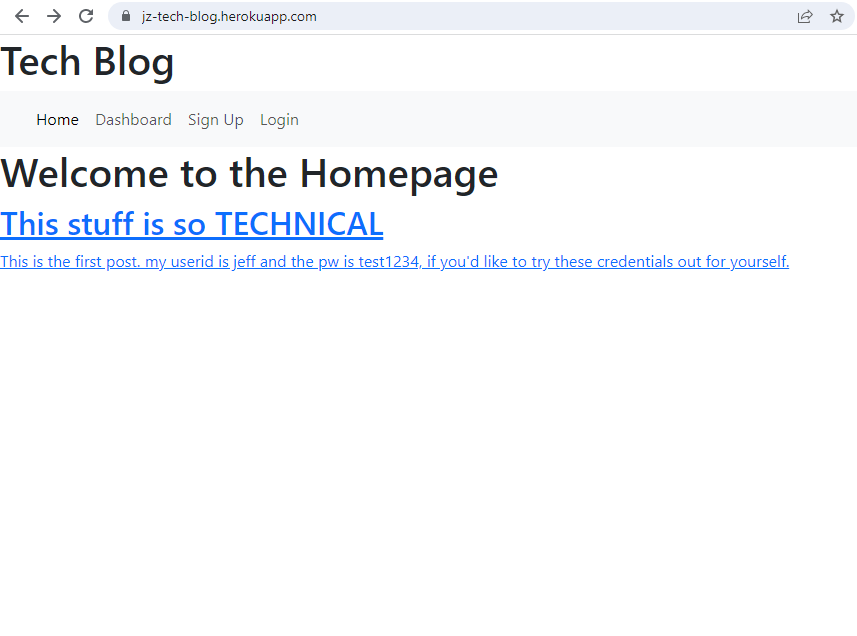 jz-tech-blog.herokuapp.com
Tech Blog
Home Dashboard Sign Up Login
Welcome to the Homepage
This stuff is so TECHNICAL
This is the first post. my userid is jeff and the pw is test1234, if you'd like to try these credentials out for yourself.